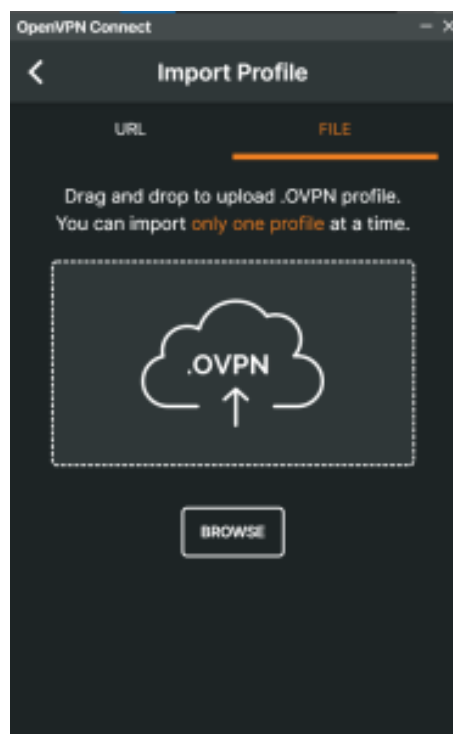 OpenVPN Connect
Import Profile
URL
FILE
Drag and drop to upload .OVPN profile.
You can import only one profile at a time.
.OVPN
BROWSE